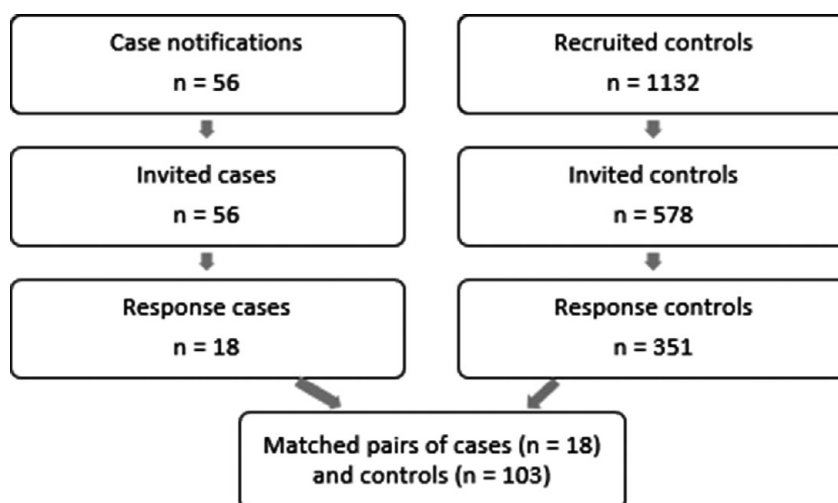 Case notifications
n = 56
Recruited controls
n = 1132
Invited cases
n = 56
Invited controls
n = 578
Response cases
n = 18
Response controls
n = 351
Matched pairs of cases (n = 18)
and controls (n = 103)